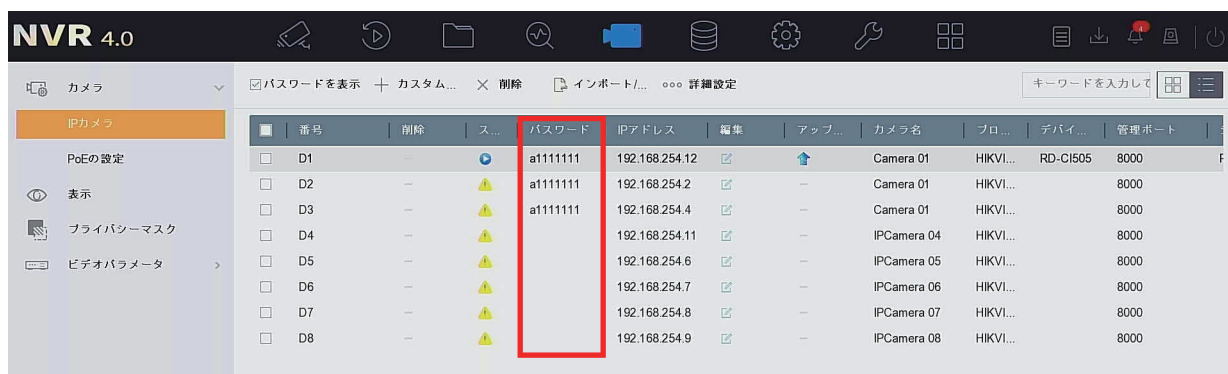 NVR 4.0
4
カメラ
パスワードを表示 カスタム... 削除 インポート/... 詳細設定
キーワードを入力して
IPカメラ
PoEの設定
表示
プライバシーマスク
ビデオパラメータ
番号 削除 ス... パスワード IPアドレス 編集 アップ... カメラ名 プロ... デバイ... 管理ポート
D1 — a1111111 192.168.254.12 Camera 01 HIKVI... RD-CI505 8000
D2 — a1111111 192.168.254.2 — Camera 01 HIKVI... 8000
D3 — a1111111 192.168.254.4 — Camera 01 HIKVI... 8000
D4 — 192.168.254.11 — IPCamera 04 HIKVI... 8000
D5 — 192.168.254.6 — IPCamera 05 HIKVI... 8000
D6 — 192.168.254.7 — IPCamera 06 HIKVI... 8000
D7 — 192.168.254.8 — IPCamera 07 HIKVI... 8000
D8 — 192.168.254.9 — IPCamera 08 HIKVI... 8000